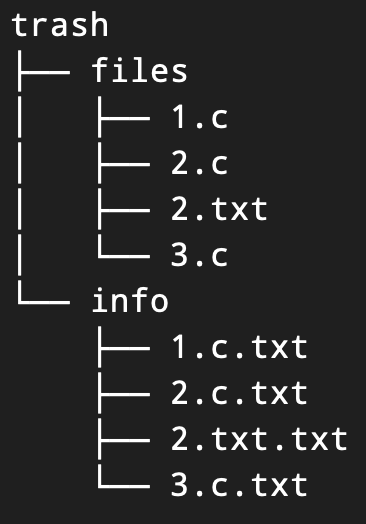 trash
├── files
│   ├── 1.c
│   ├── 2.c
│   ├── 2.txt
│   └── 3.c
└── info
    ├── 1.c.txt
    ├── 2.c.txt
    ├── 2.txt.txt
    └── 3.c.txt